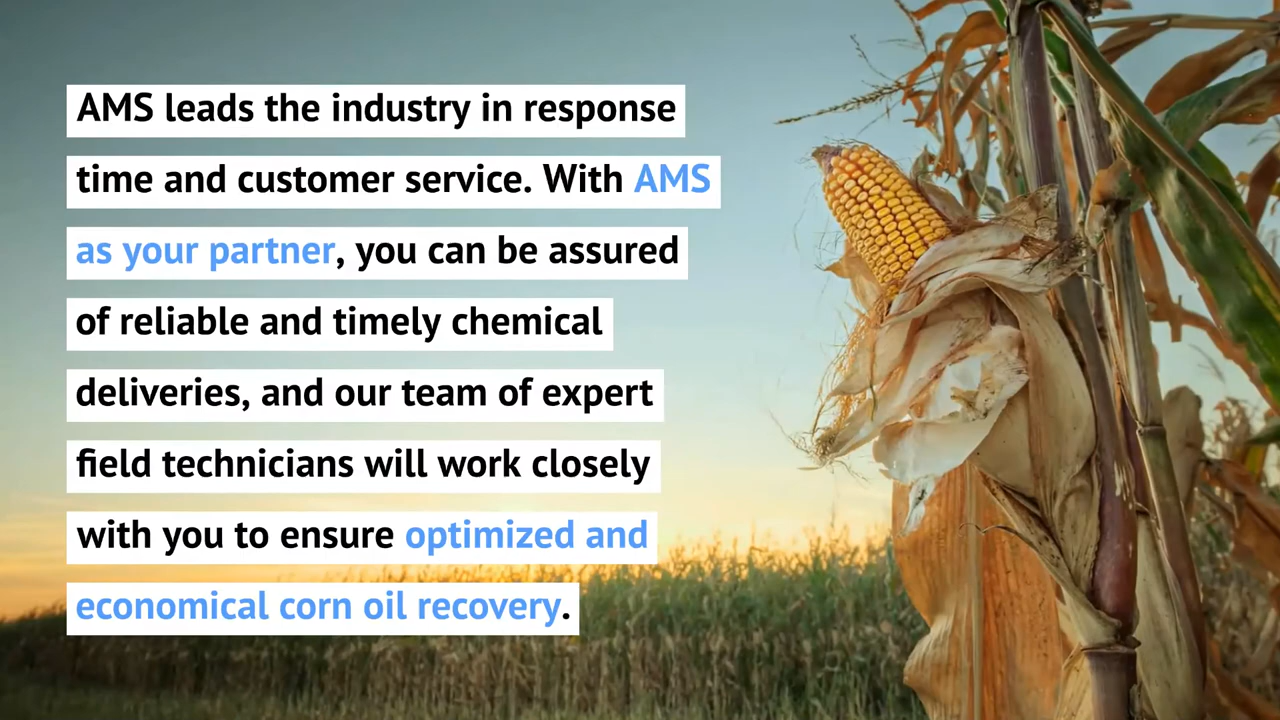 AMS leads the industry in response
time and customer service. With AMS
as your partner, you can be assured
of reliable and timely chemical
deliveries, and our team of expert
field technicians will work closely
with you to ensure optimized and
economical corn oil recovery.